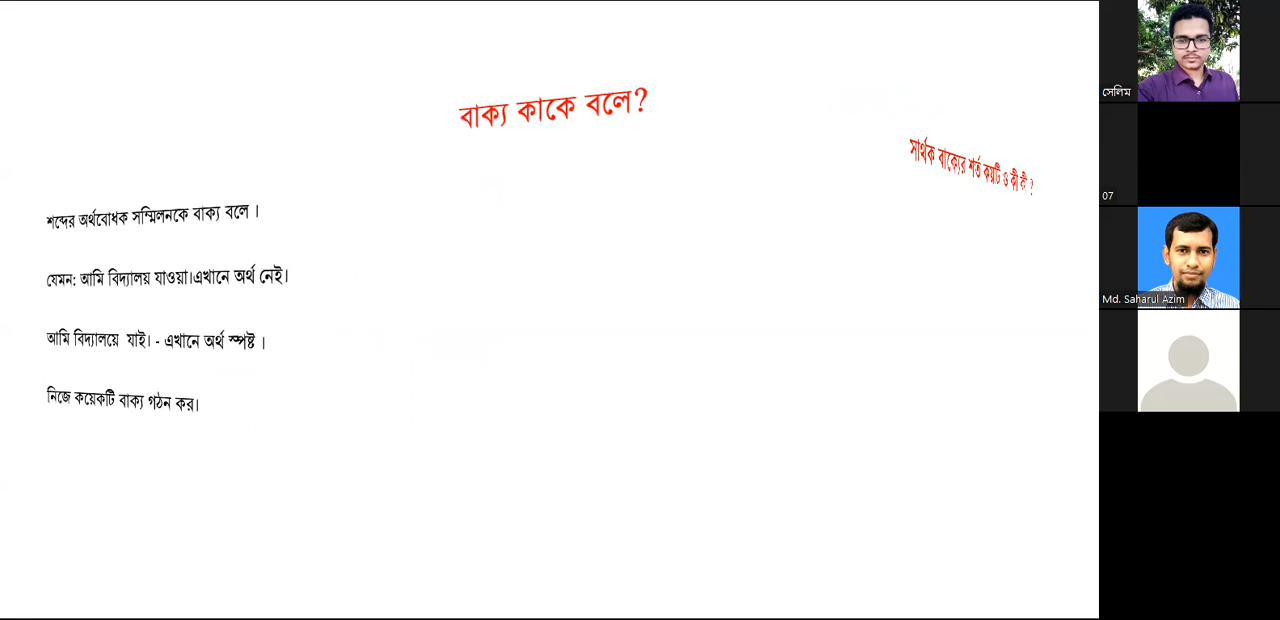 বাক্য কাকে বলে?
সার্থক বাক্যের শর্ত কয়টি ও কী কী ?
শব্দের অর্থবোধক সম্মিলনকে বাক্য বলে ।
যেমন: আমি বিদ্যালয় যাওয়া।এখানে অর্থ নেই।
আমি বিদ্যালয়ে যাই। - এখানে অর্থ স্পষ্ট ।
নিজে কয়েকটি বাক্য গঠন কর।
সেলিম
07
Md. Saharul Azim